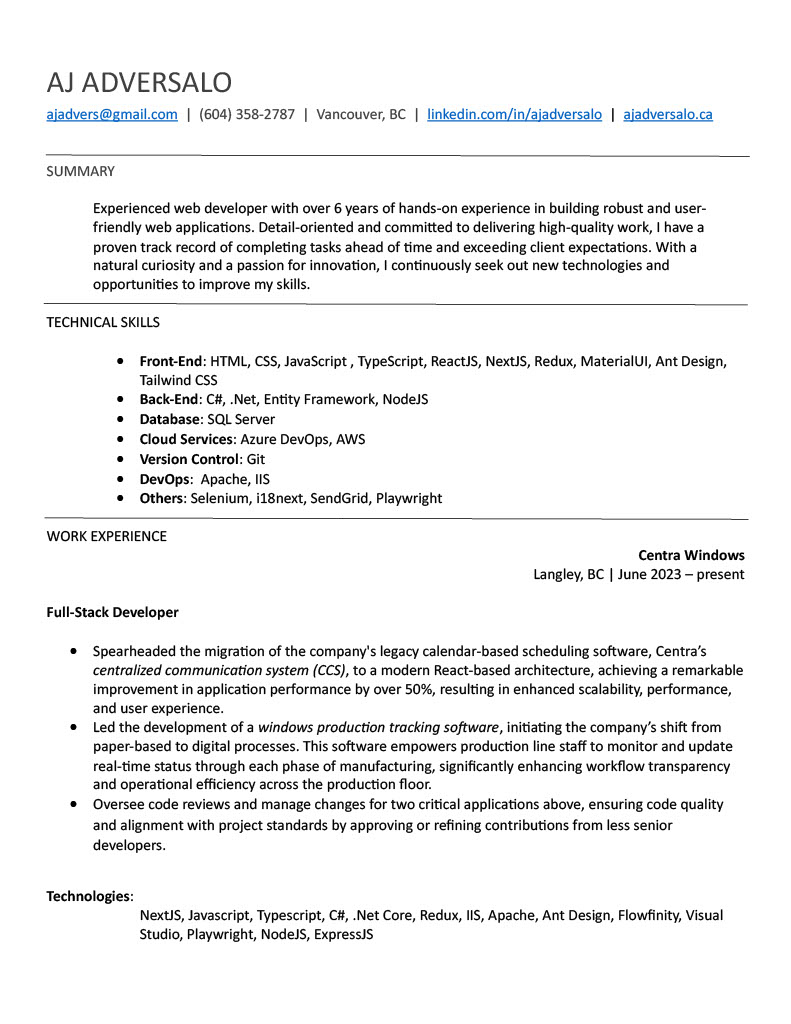 AJ ADVERSALO
ajadvers@gmail.com | (604) 358-2787 | Vancouver, BC | linkedin.com/in/ajadversalo | ajadversalo.ca
SUMMARY
Experienced web developer with over 6 years of hands-on experience in building robust and user-
friendly web applications. Detail-oriented and committed to delivering high-quality work, I have a
proven track record of completing tasks ahead of time and exceeding client expectations. With a
natural curiosity and a passion for innovation, I continuously seek out new technologies and
opportunities to improve my skills.
TECHNICAL SKILLS
• Front-End: HTML, CSS, JavaScript , TypeScript, ReactJS, NextJS, Redux, MaterialUI, Ant Design,
Tailwind CSS
• Back-End: C#, .Net, Entity Framework, NodeJS
• Database: SQL Server
• Cloud Services: Azure DevOps, AWS
• Version Control: Git
• DevOps:  Apache, IIS
• Others: Selenium, i18next, SendGrid, Playwright
WORK EXPERIENCE
Centra Windows
Langley, BC | June 2023 – present
Full-Stack Developer
• Spearheaded the migration of the company's legacy calendar-based scheduling software, Centra’s
centralized communication system (CCS), to a modern React-based architecture, achieving a remarkable
improvement in application performance by over 50%, resulting in enhanced scalability, performance,
and user experience.
• Led the development of a windows production tracking software, initiating the company’s shift from
paper-based to digital processes. This software empowers production line staff to monitor and update
real-time status through each phase of manufacturing, significantly enhancing workflow transparency
and operational efficiency across the production floor.
• Oversee code reviews and manage changes for two critical applications above, ensuring code quality
and alignment with project standards by approving or refining contributions from less senior
developers.
Technologies:
NextJS, Javascript, Typescript, C#, .Net Core, Redux, IIS, Apache, Ant Design, Flowfinity, Visual
Studio, Playwright, NodeJS, ExpressJS